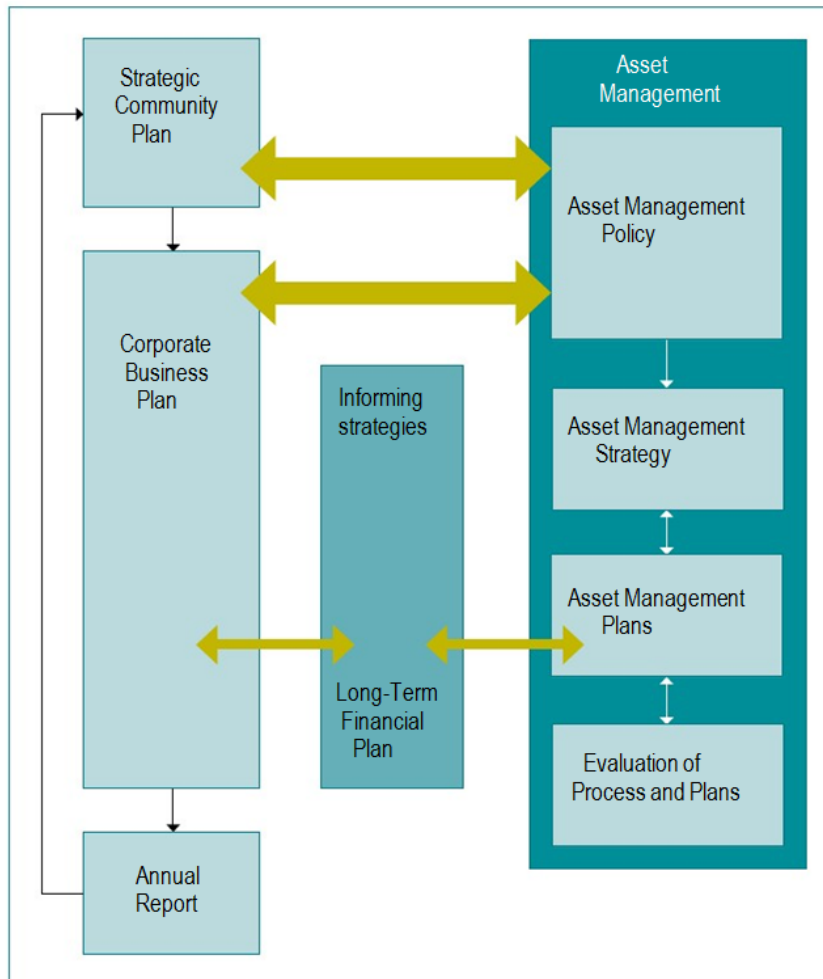 Strategic
Community
Plan
Corporate
Business
Plan
Annual
Report
Informing
strategies
Long-Term
Financial
Plan
Asset
Management
Asset Management
Policy
Asset Management
Strategy
Asset Management
Plans
Evaluation of
Process and Plans